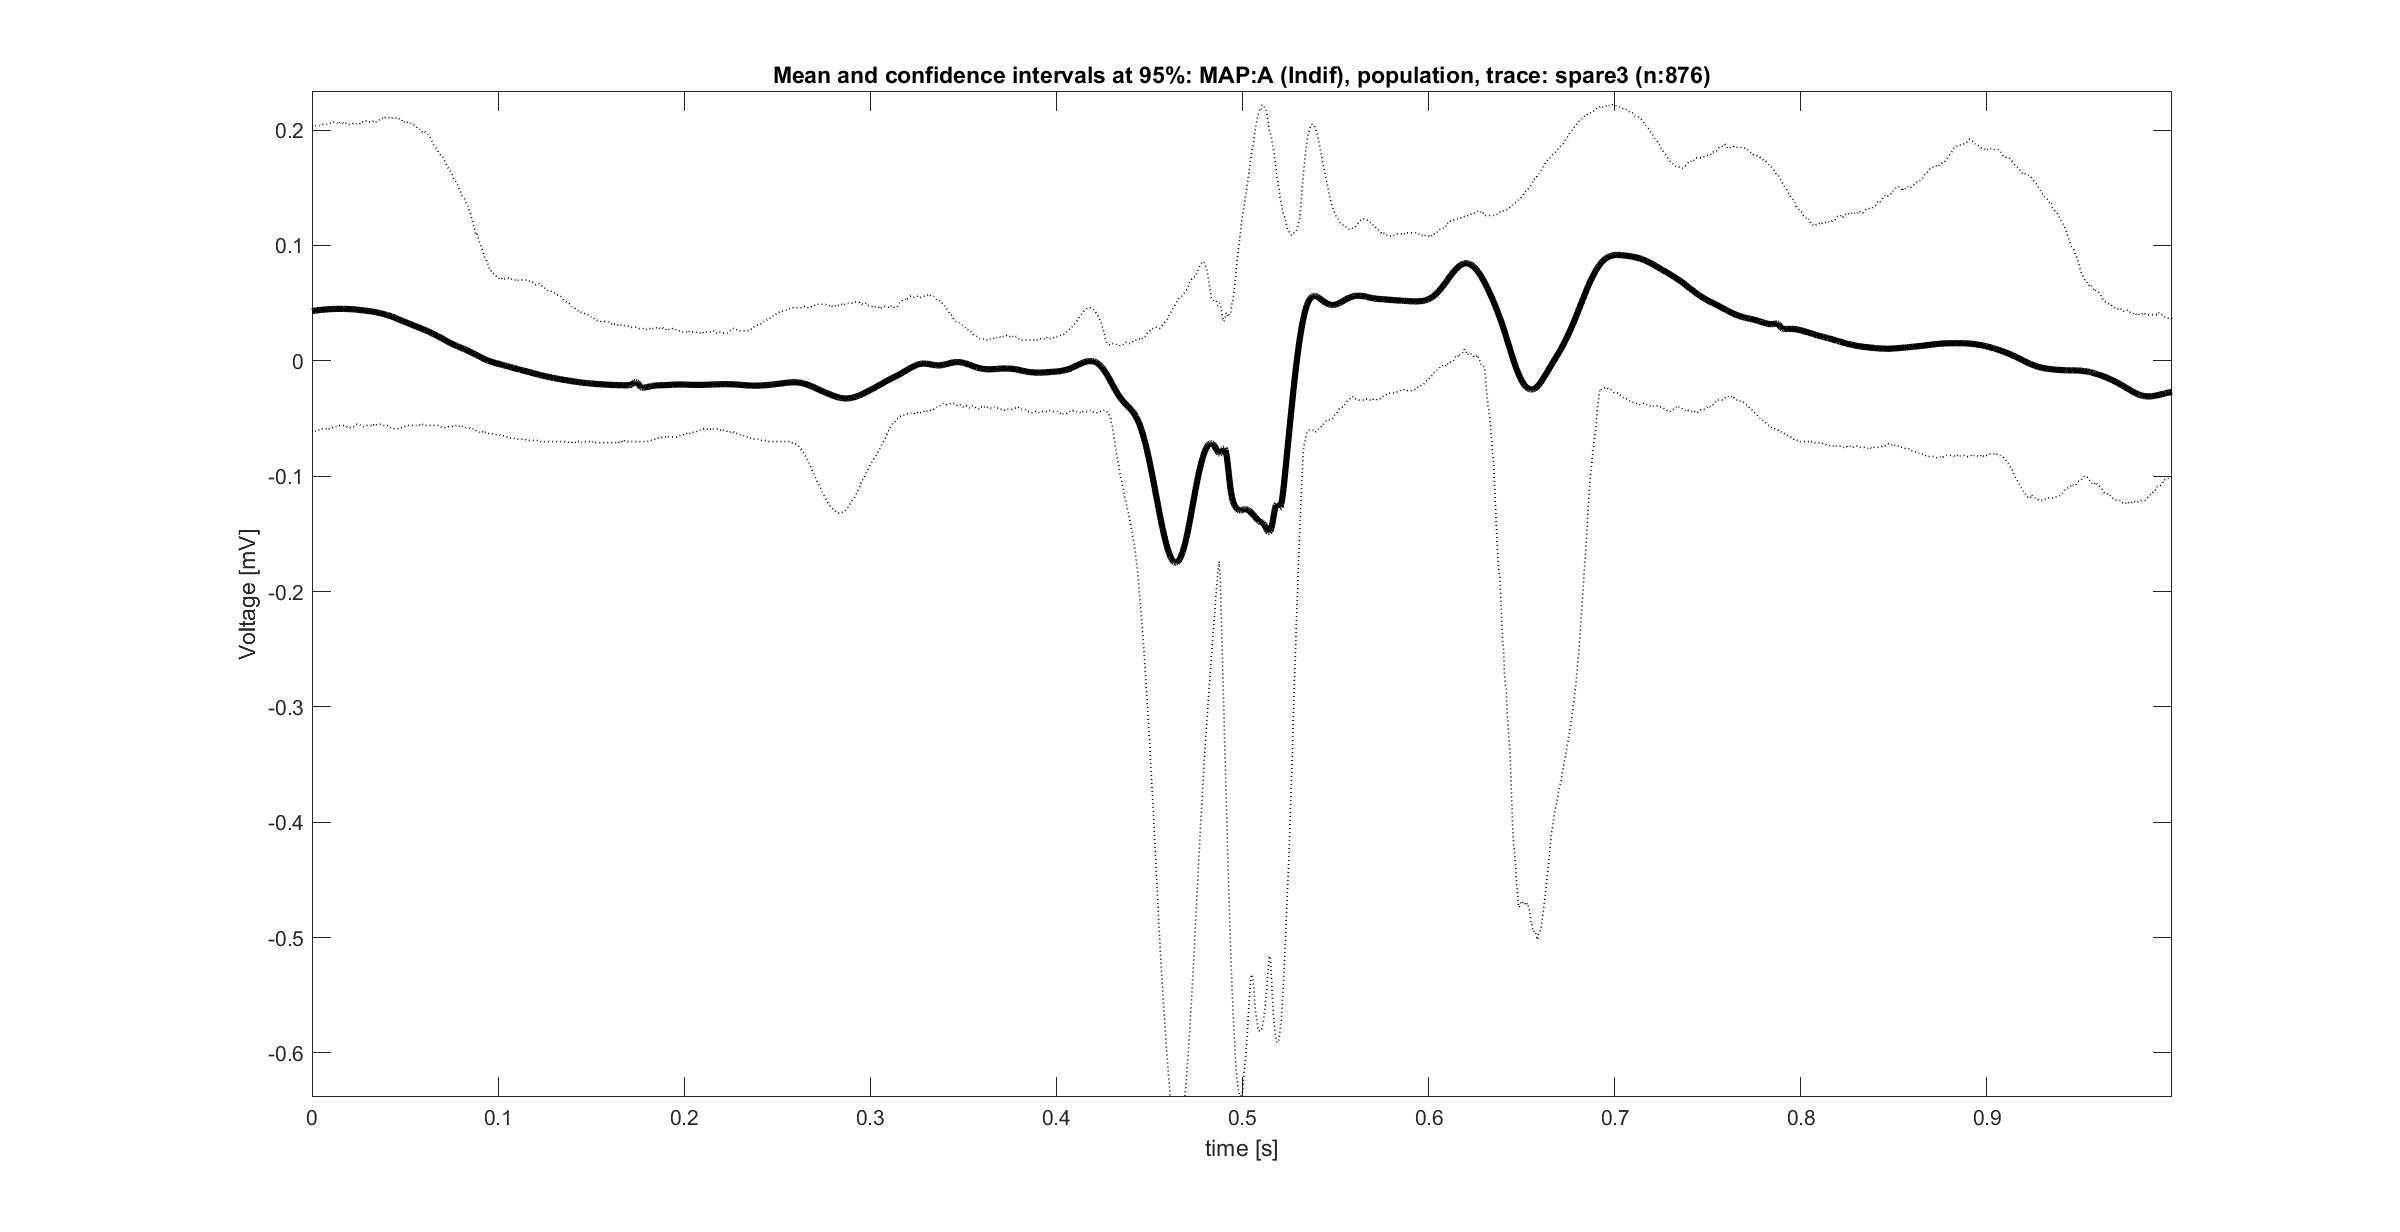 Mean and confidence intervals at 95%: MAP:A (Indif), population, trace: spare3 (n:876)
0.2
0.1
0
-0.1
-0.2
-0.3
-0.4
-0.5
-0.6
Voltage [mV]
0 0.1 0.2 0.3 0.4 0.5 0.6 0.7 0.8 0.9
time [s]